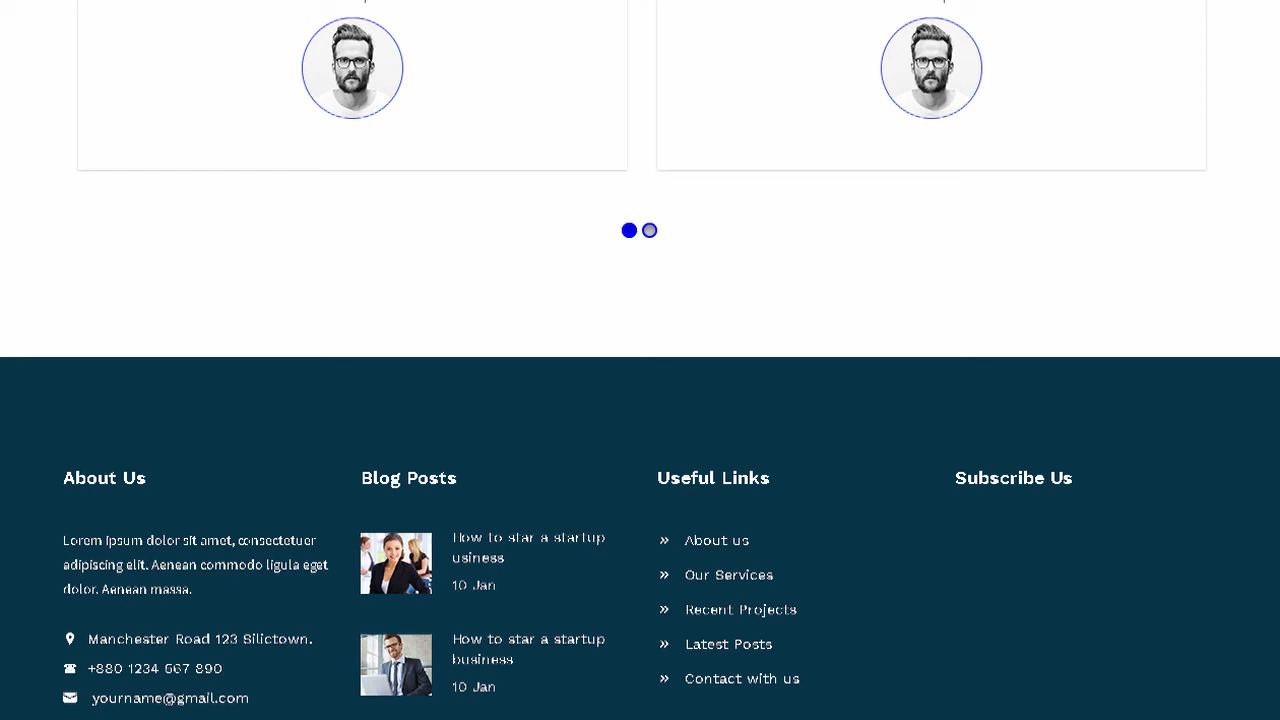 About Us
Lorem ipsum dolor sit amet, consectetuer
adipiscing elit. Aenean commodo ligula eget
dolor. Aenean massa.
Manchester Road 123 Silictown.
+880 1234 667 890
yourname@gmail.com
Blog Posts
How to star a startup
usiness
10 Jan
How to star a startup
business
10 Jan
Useful Links
» About us
» Our Services
» Recent Projects
» Latest Posts
» Contact with us
Subscribe Us